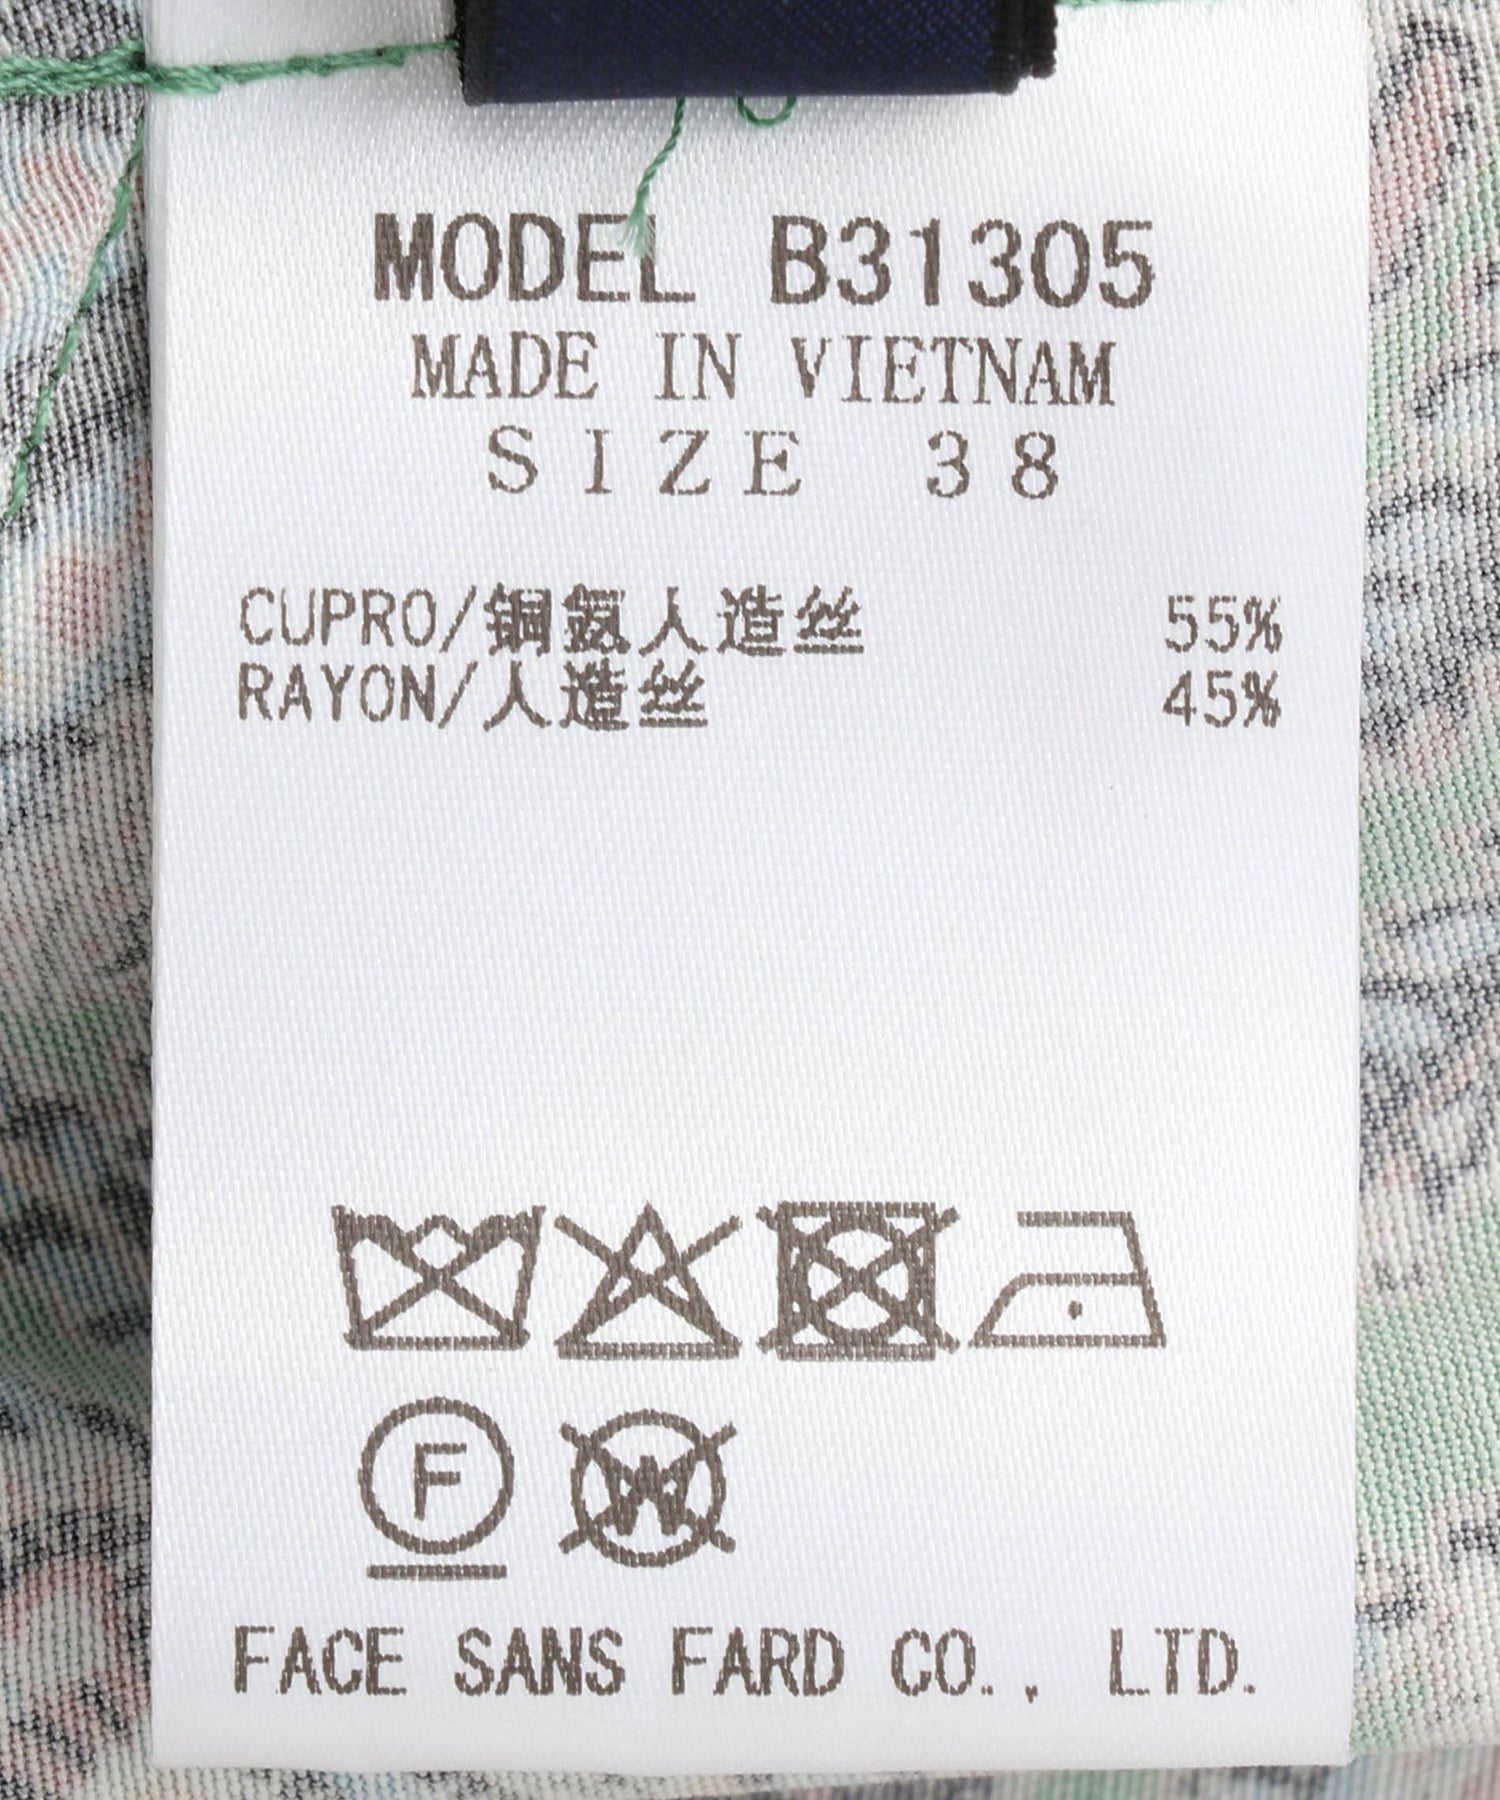 MODEL B31305
MADE IN VIETNAM
SIZE 38
CUPRO/铜氨人造丝 55%
RAYON/人造丝 45%
F W
FACE SANS FARD CO., LTD.